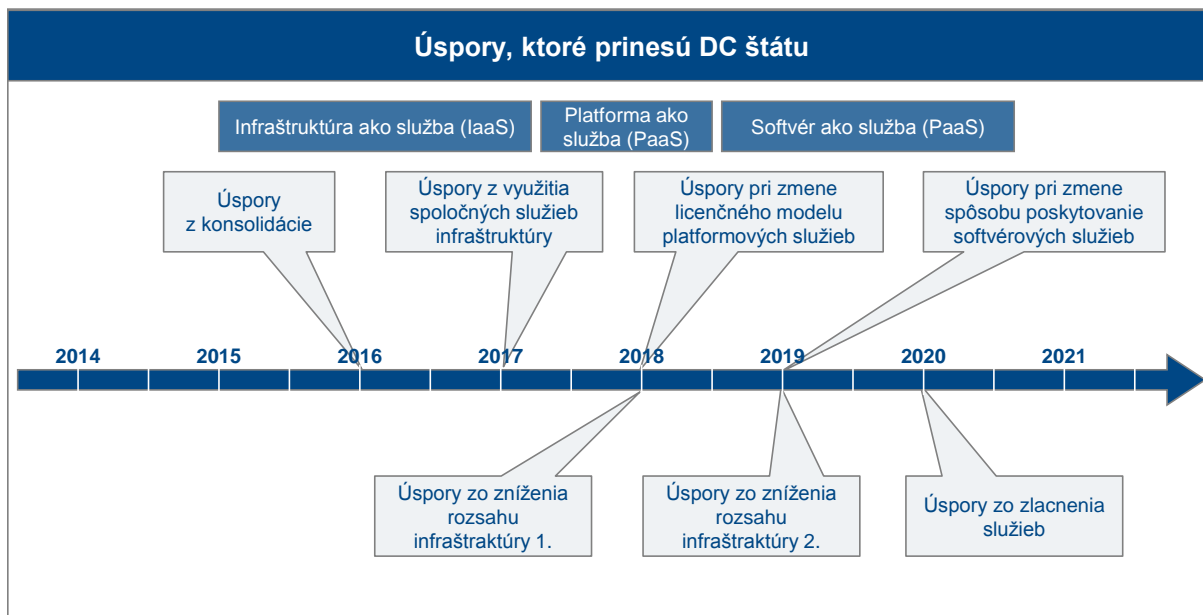 Úspory, ktoré prinesú DC štátu
Infraštruktúra ako služba (IaaS)
Platforma ako
služba (PaaS)
Softvér ako služba (PaaS)
Úspory
z konsolidácie
Úspory z využitia
spoločných služieb
infraštruktúry
Úspory pri zmene
licenčného modelu
platformových služieb
Úspory pri zmene
spôsobu poskytovanie
softvérových služieb
2014 2015 2016 2017 2018 2019 2020 2021
Úspory zo zníženia
rozsahu
infraštraktúry 1.
Úspory zo zníženia
rozsahu
infraštraktúry 2.
Úspory zo zlacnenia
služieb